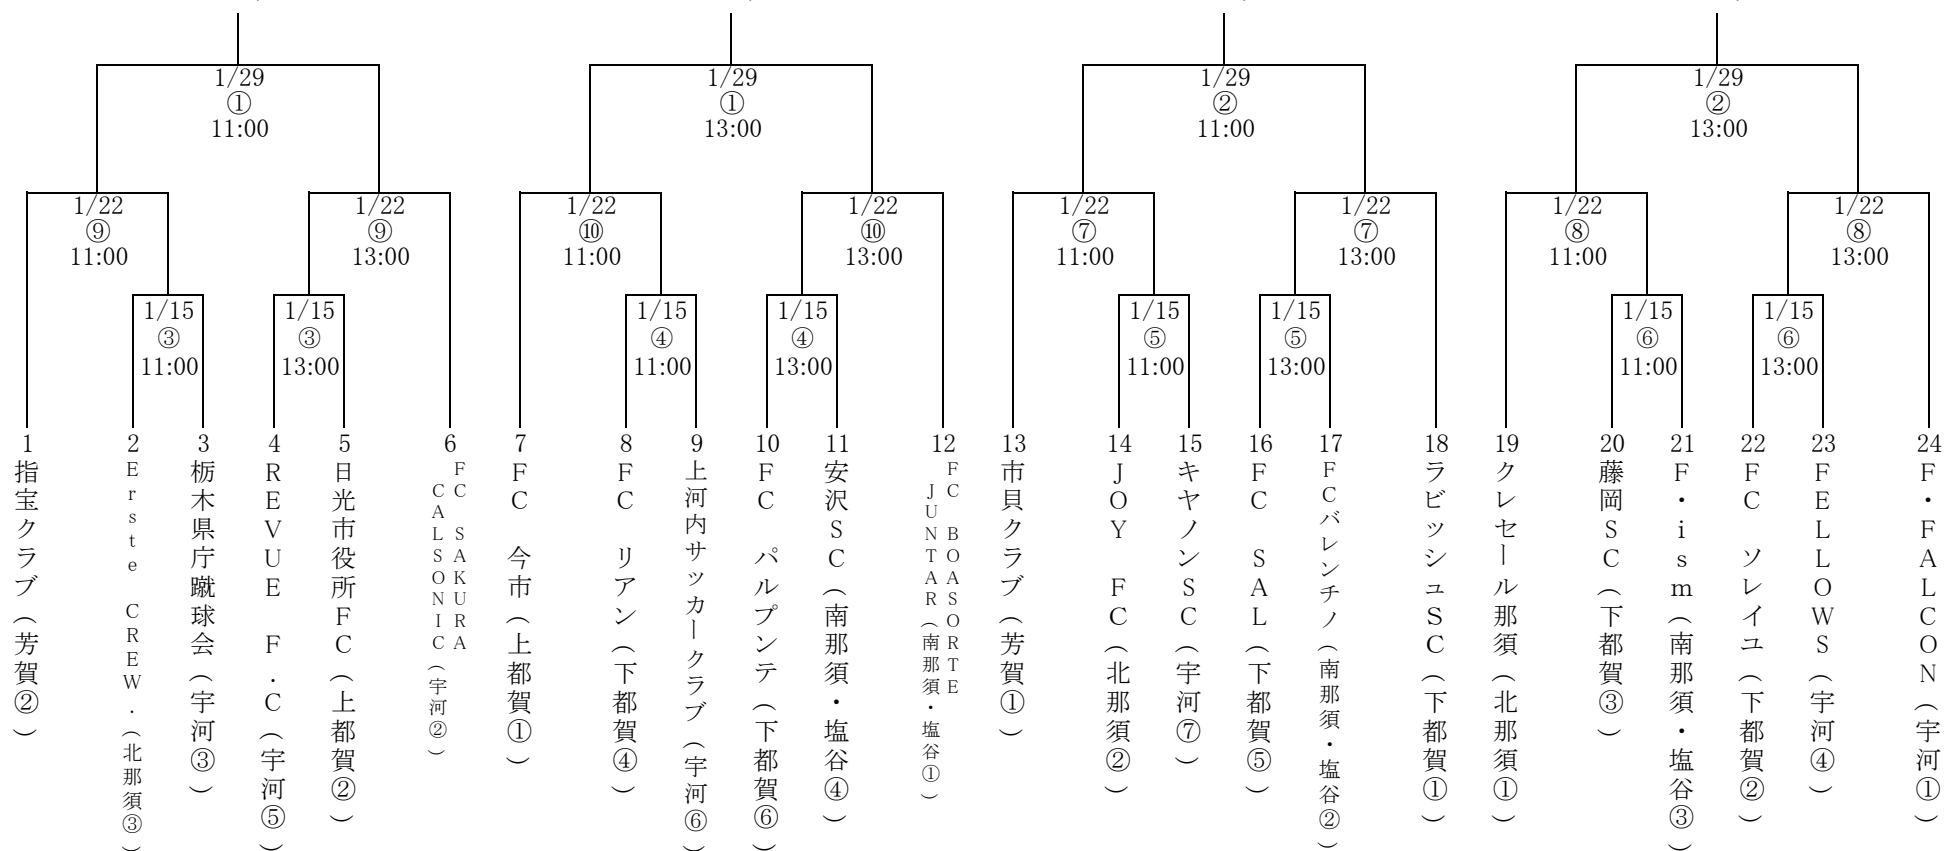 1/29 1/29 1/29 1/29
① ① ② ②
11:00 13:00 11:00 13:00
1/22 1/22 1/22 1/22 1/22 1/22 1/22 1/22
⑨ ⑨ ⑩ ⑩ ⑦ ⑦ ⑧ ⑧
11:00 13:00 11:00 13:00 11:00 13:00 11:00 13:00
1/15 1/15 1/15 1/15 1/15 1/15 1/15 1/15
③ ③ ④ ④ ⑤ ⑤ ⑥ ⑥
11:00 13:00 11:00 13:00 11:00 13:00 11:00 13:00
1 指宝クラブ(芳賀②)
2 Erste CREW.(北那須③)
3 栃木県庁蹴球会(宇河③)
4 REVUE F.C(宇河⑤)
5 日光市役所FC(上都賀②)
6 FC SAKURA
CALSONIC(宇河②)
7 FC 今市(上都賀①)
8 FC リアン(下都賀④)
9 上河内サッカークラブ(宇河⑥)
10 FC パルプンテ(下都賀⑥)
11 安沢SC(南那須・塩谷④)
12 FC BOASORTE
JUNTAR(南那須・塩谷①)
13 市貝クラブ(芳賀①)
14 JOY FC(北那須②)
15 キヤノンSC(宇河⑦)
16 FC SAL(下都賀⑤)
17 FCバレンチノ(南那須・塩谷②)
18 ラビッシュSC(下都賀①)
19 クレセール那須(北那須①)
20 藤岡SC(下都賀③)
21 F・ism(南那須・塩谷③)
22 FC ソレイユ(下都賀②)
23 FELLOWS(宇河④)
24 F・FALCON(宇河①)